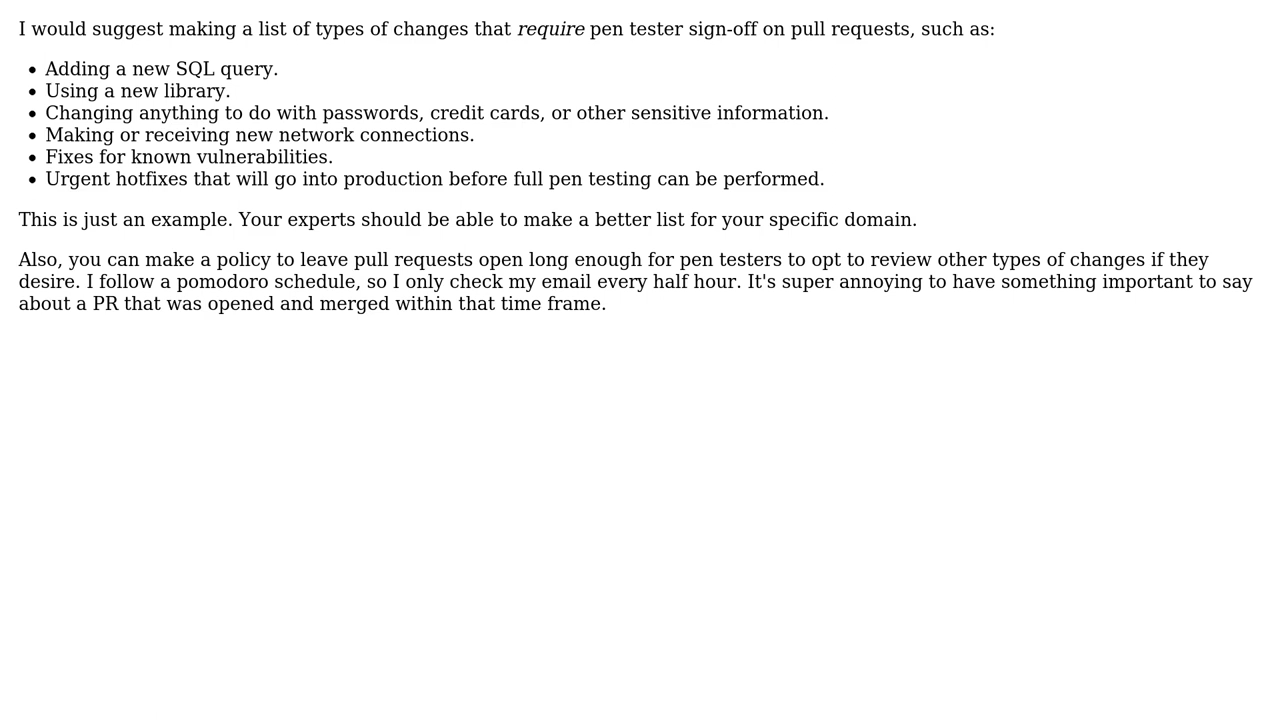 I would suggest making a list of types of changes that require pen tester sign-off on pull requests, such as:
• Adding a new SQL query.
• Using a new library.
• Changing anything to do with passwords, credit cards, or other sensitive information.
• Making or receiving new network connections.
• Fixes for known vulnerabilities.
• Urgent hotfixes that will go into production before full pen testing can be performed.
This is just an example. Your experts should be able to make a better list for your specific domain.
Also, you can make a policy to leave pull requests open long enough for pen testers to opt to review other types of changes if they
desire. I follow a pomodoro schedule, so I only check my email every half hour. It's super annoying to have something important to say
about a PR that was opened and merged within that time frame.